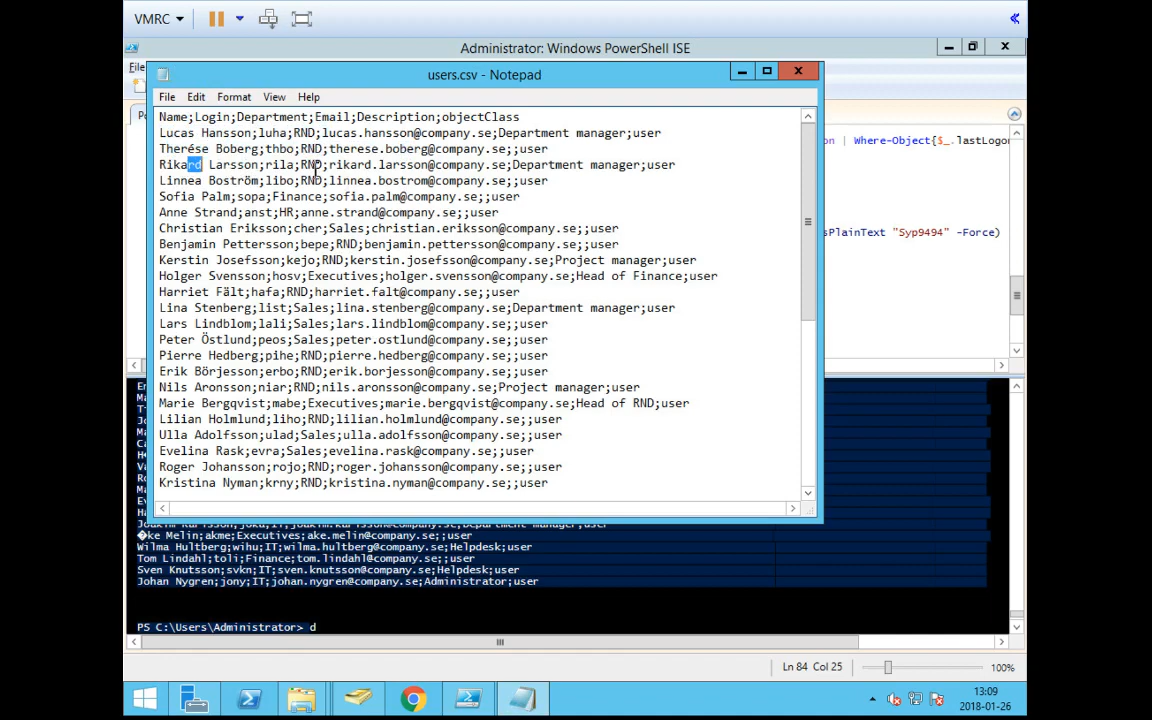 VMRC
Administrator: Windows PowerShell ISE
File
users.csv - Notepad
File Edit Format View Help
Name;Login;Department;Email;Description;objectClass
Lucas Hansson;luha;RND;lucas.hansson@company.se;Department manager;user
Therése Boberg;thbo;RND;therese.boberg@company.se;;user
Rikard Larsson;rila;RND;rikard.larsson@company.se;Department manager;user
Linnea Boström;libo;RND;linnea.bostrom@company.se;;user
Sofia Palm;sopa;Finance;sofia.palm@company.se;;user
Anne Strand;anst;HR;anne.strand@company.se;;user
Christian Eriksson;cher;Sales;christian.eriksson@company.se;;user
Benjamin Pettersson;bepe;RND;benjamin.pettersson@company.se;;user
Kerstin Josefsson;kejo;RND;kerstin.josefsson@company.se;Project manager;user
Holger Svensson;hosv;Executives;holger.svensson@company.se;Head of Finance;user
Harriet Fält;hafa;RND;harriet.falt@company.se;;user
Lina Stenberg;list;Sales;lina.stenberg@company.se;Department manager;user
Lars Lindblom;lali;Sales;lars.lindblom@company.se;;user
Peter Östlund;peos;Sales;peter.ostlund@company.se;;user
Pierre Hedberg;pihe;RND;pierre.hedberg@company.se;;user
Erik Börjesson;erbo;RND;erik.borjesson@company.se;;user
Nils Aronsson;niar;RND;nils.aronsson@company.se;Project manager;user
Marie Bergqvist;mabe;Executives;marie.bergqvist@company.se;Head of RND;user
Lilian Holmlund;liho;RND;lilian.holmlund@company.se;;user
Ulla Adolfsson;ulad;Sales;ulla.adolfsson@company.se;;user
Evelina Rask;evra;Sales;evelina.rask@company.se;;user
Roger Johansson;rojo;RND;roger.johansson@company.se;;user
Kristina Nyman;krny;RND;kristina.nyman@company.se;;user
on | Where-Object{$_.lastLogon
sPlainText "Syp9494" -Force)
Joakim Karlsson;joka;IT;joakim.karlsson@company.se;Department manager;user
�ke Melin;akme;Executives;ake.melin@company.se;;user
Wilma Hultberg;wihu;IT;wilma.hultberg@company.se;Helpdesk;user
Tom Lindahl;toli;Finance;tom.lindahl@company.se;;user
Sven Knutsson;svkn;IT;sven.knutsson@company.se;Helpdesk;user
Johan Nygren;jony;IT;johan.nygren@company.se;Administrator;user
PS C:\Users\Administrator> d
Ln 84 Col 25 100%
13:09
2018-01-26